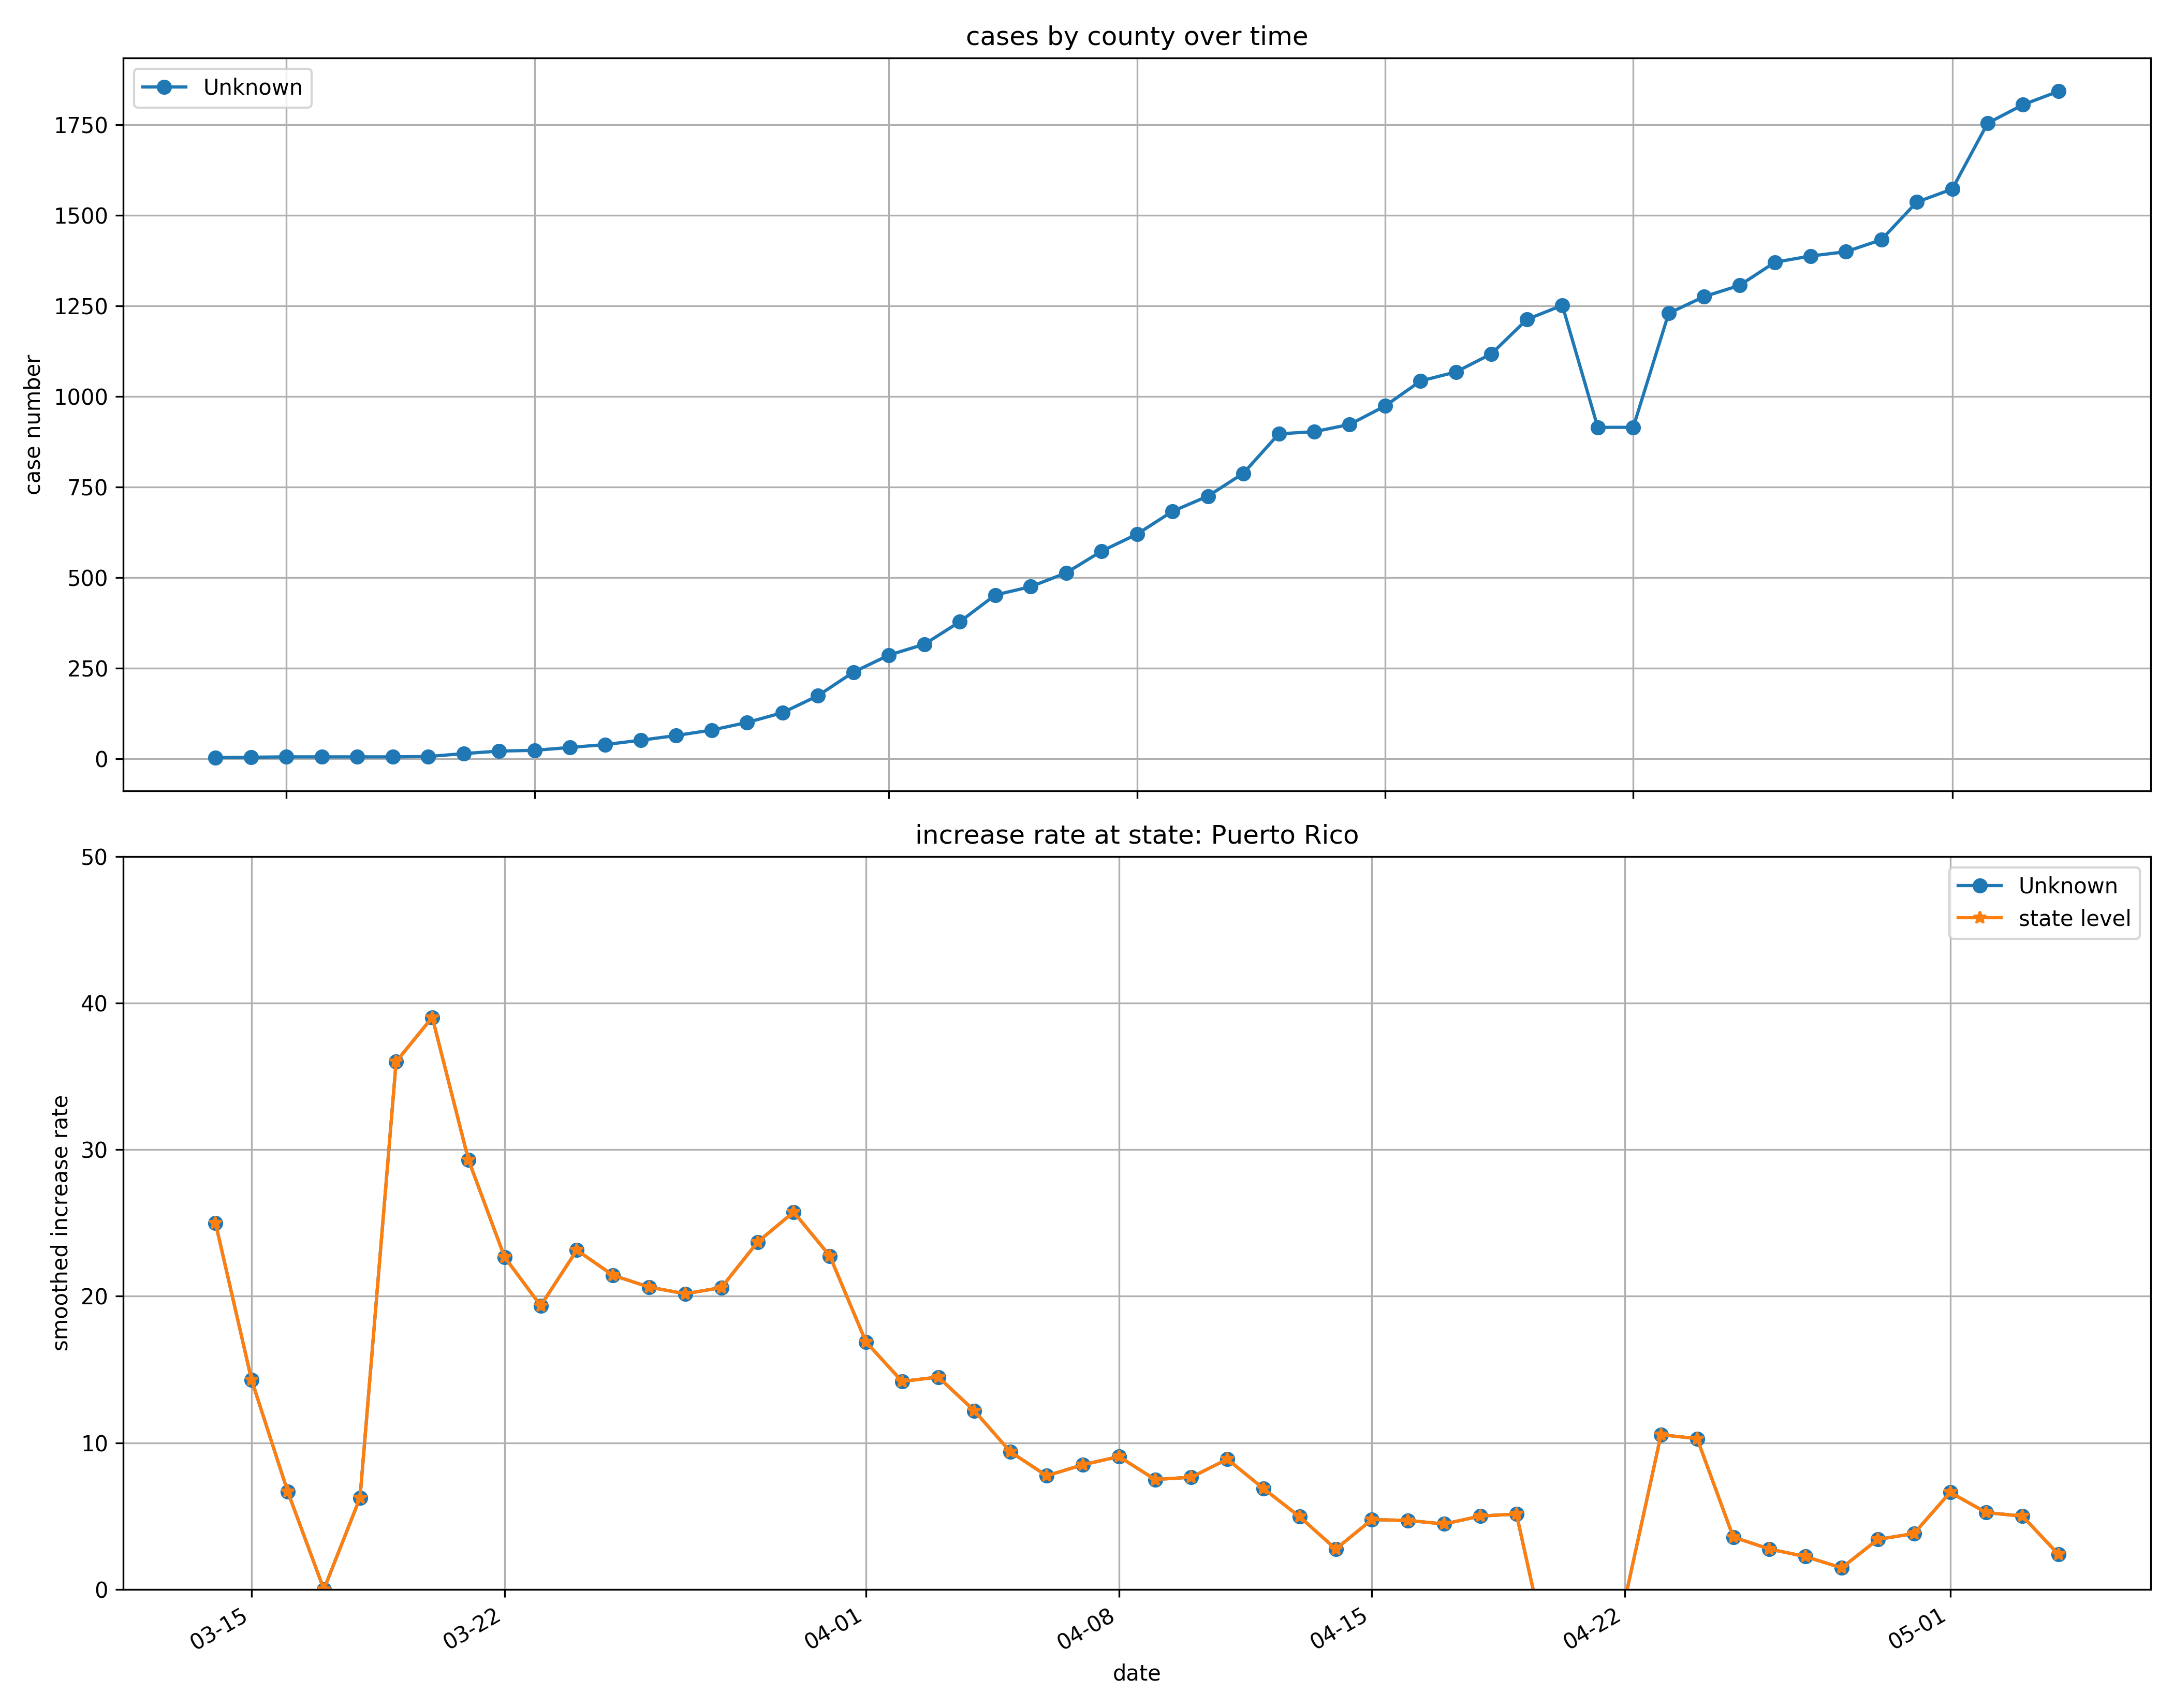 cases by county over time
Unknown
1750
1500
1250
1000
750
500
250
0
case number
increase rate at state: Puerto Rico
Unknown
state level
50
40
30
20
10
0
smoothed increase rate
03-15
03-22
04-01
04-08
04-15
04-22
05-01
date